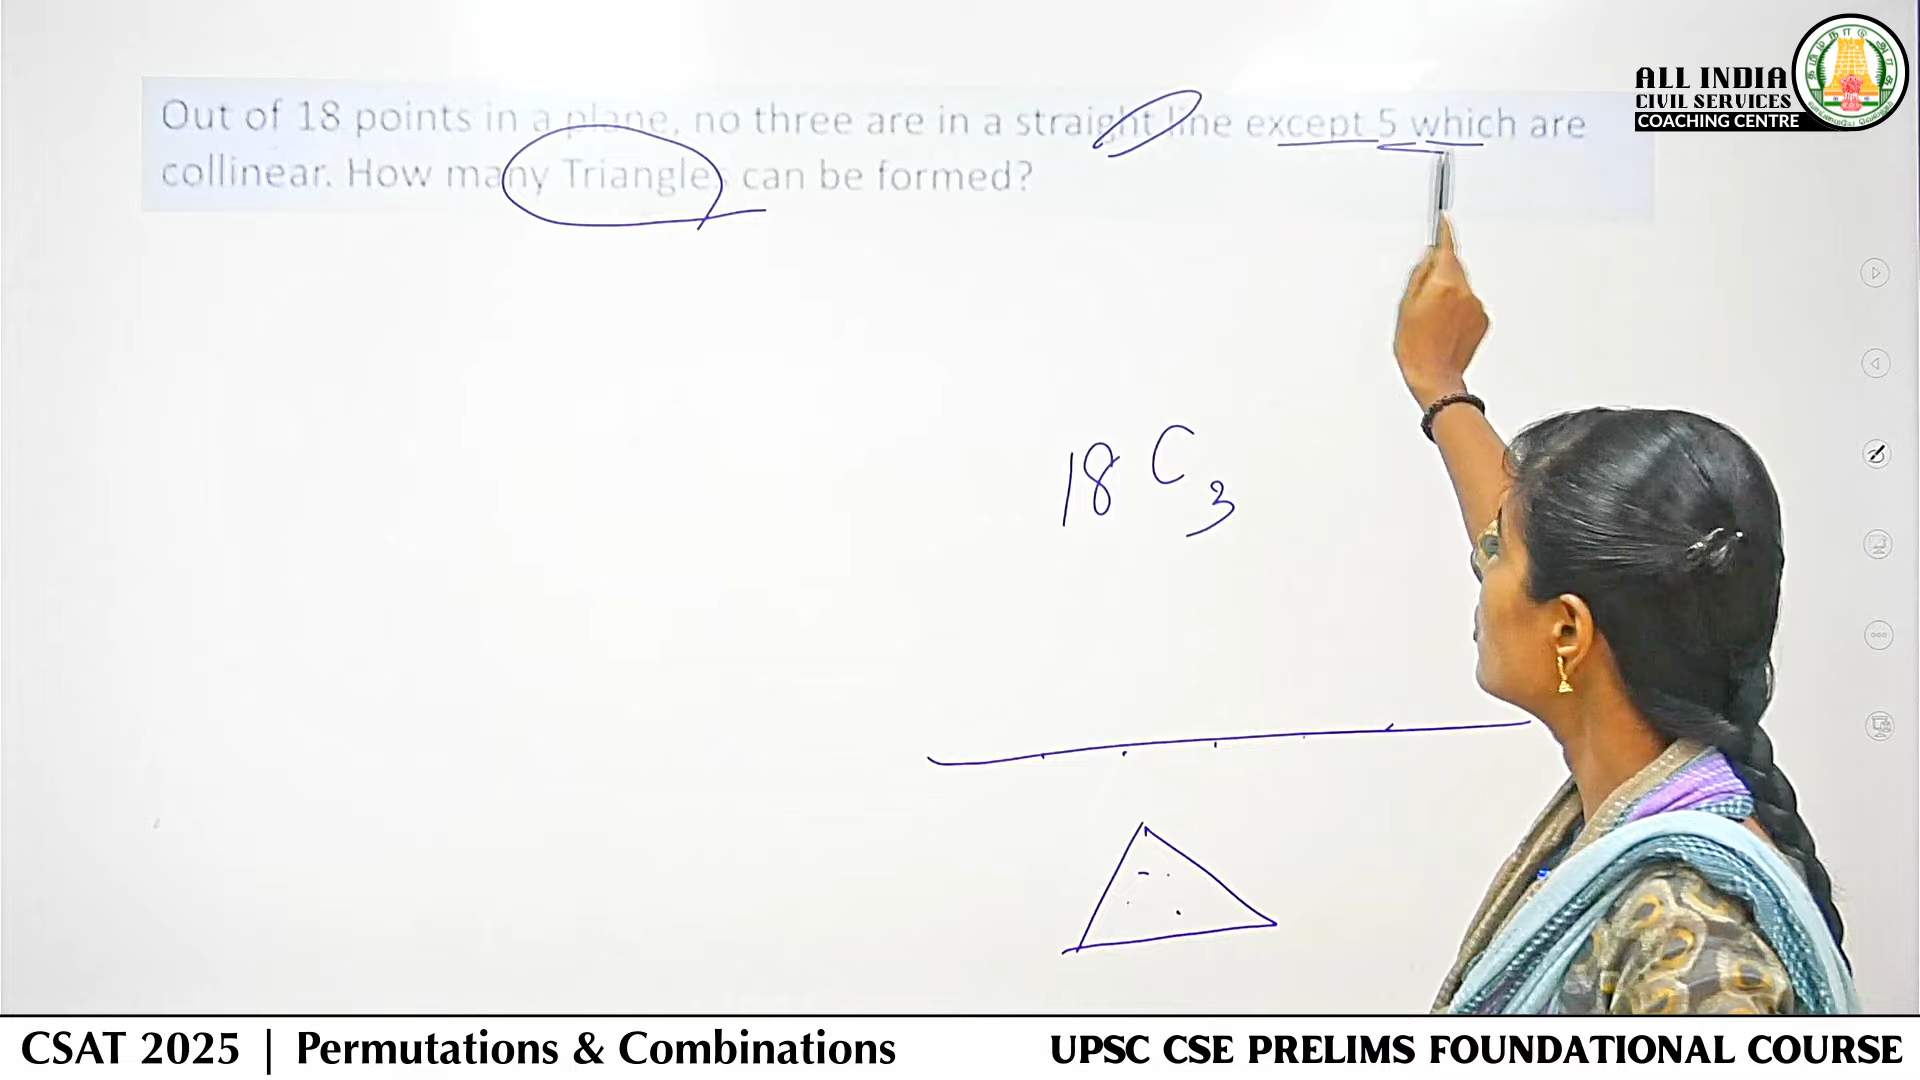 ALL INDIA
CIVIL SERVICES
COACHING CENTRE
Out of 18 points in a plane, no three are in a straight line except 5 which are
collinear. How many Triangle can be formed?
18 C 3
CSAT 2025 | Permutations & Combinations
UPSC CSE PRELIMS FOUNDATIONAL COURSE